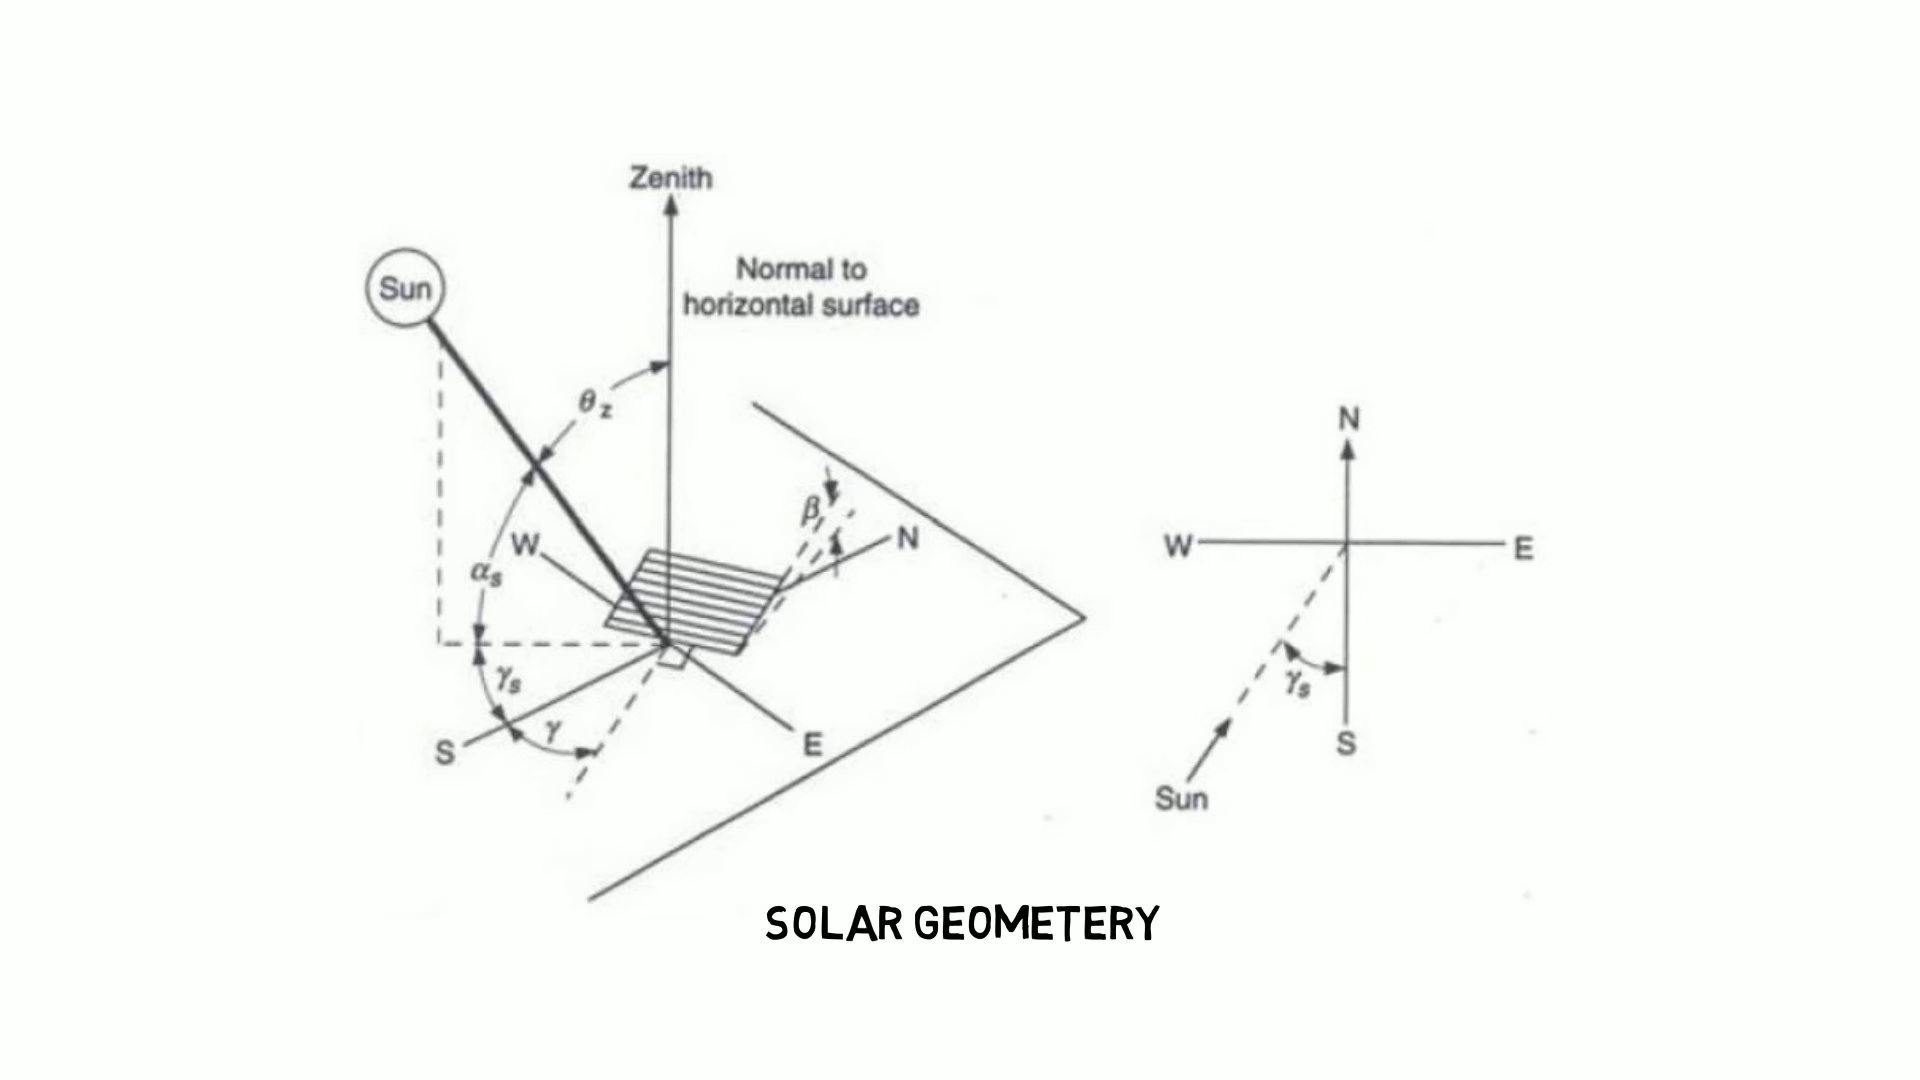 Zenith
Sun
Normal to
horizontal surface
θz
β
N
W
αs
γs
γ
S
E
N
W
E
γs
S
Sun
SOLAR GEOMETERY